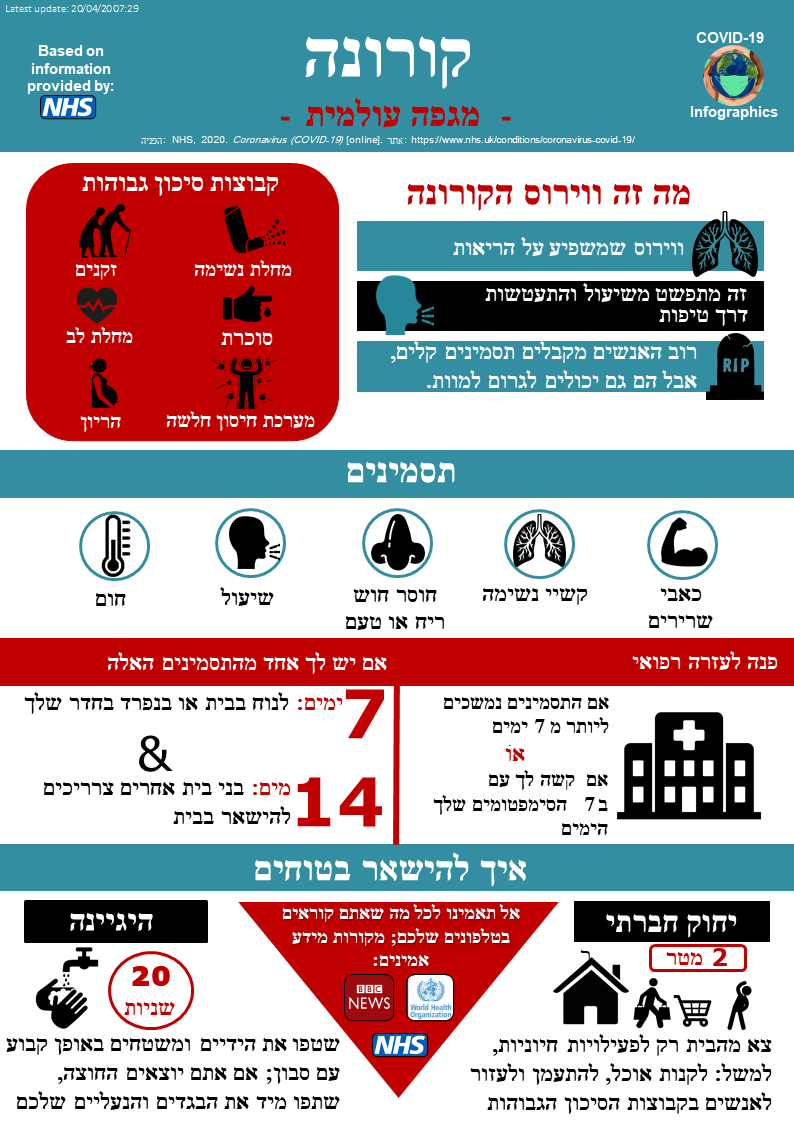 Latest update: 20/04/2007:29
Based on
information
provided by:
NHS
קורונה
- מגפה עולמית -
COVID-19
Infographics
הפניה: NHS, 2020. Coronavirus (COVID-19) [online]. אתר: https://www.nhs.uk/conditions/coronavirus-covid-19/
מה זה ווירוס הקורונה
ווירוס שמשפיע על הריאות
זה מתפשט משיעול והתעטשות
דרך טיפות
רוב האנשים מקבלים תסמינים קלים,
אבל הם גם יכולים לגרום למוות.
RIP
קבוצות סיכון גבוהות
מחלת נשימה
זקנים
סוכרת
מחלת לב
מערכת חיסון חלשה
הריון
תסמינים
כאבי
שרירים
קשיי נשימה
חוסר חוש
ריח או טעם
שיעול
חום
פנה לעזרה רפואי
אם התסמינים נמשכים
ליותר מ 7 ימים
אוֹ
אם קשה לך עם
ב 7 הסימפטומים שלך
הימים
אם יש לך אחד מהתסמינים האלה
7 ימים: לנוח בבית או בנפרד בחדר שלך
&
14 מים: בני בית אחרים צרריכים
להישאר בבית
איך להישאר בטוחים
יחוק חברתי
2 מטר
צא מהבית רק לפעילויות חיוניות,
למשל: לקנות אוכל, להתעמן ולעזור
לאנשים בקבוצות הסיכון הגבוהות
אל תאמינו לכל מה שאתם קוראים
בטלפונים שלכם; מקורות מידע
אמינים:
BBC
NEWS
World Health
Organization
NHS
היגיינה
20
שניות
שטפו את הידיים ומשטחים באופן קבוע
עם סבון; אם אתם יוצאים החוצה,
שתפו מיד את הבגדים והנעליים שלכם